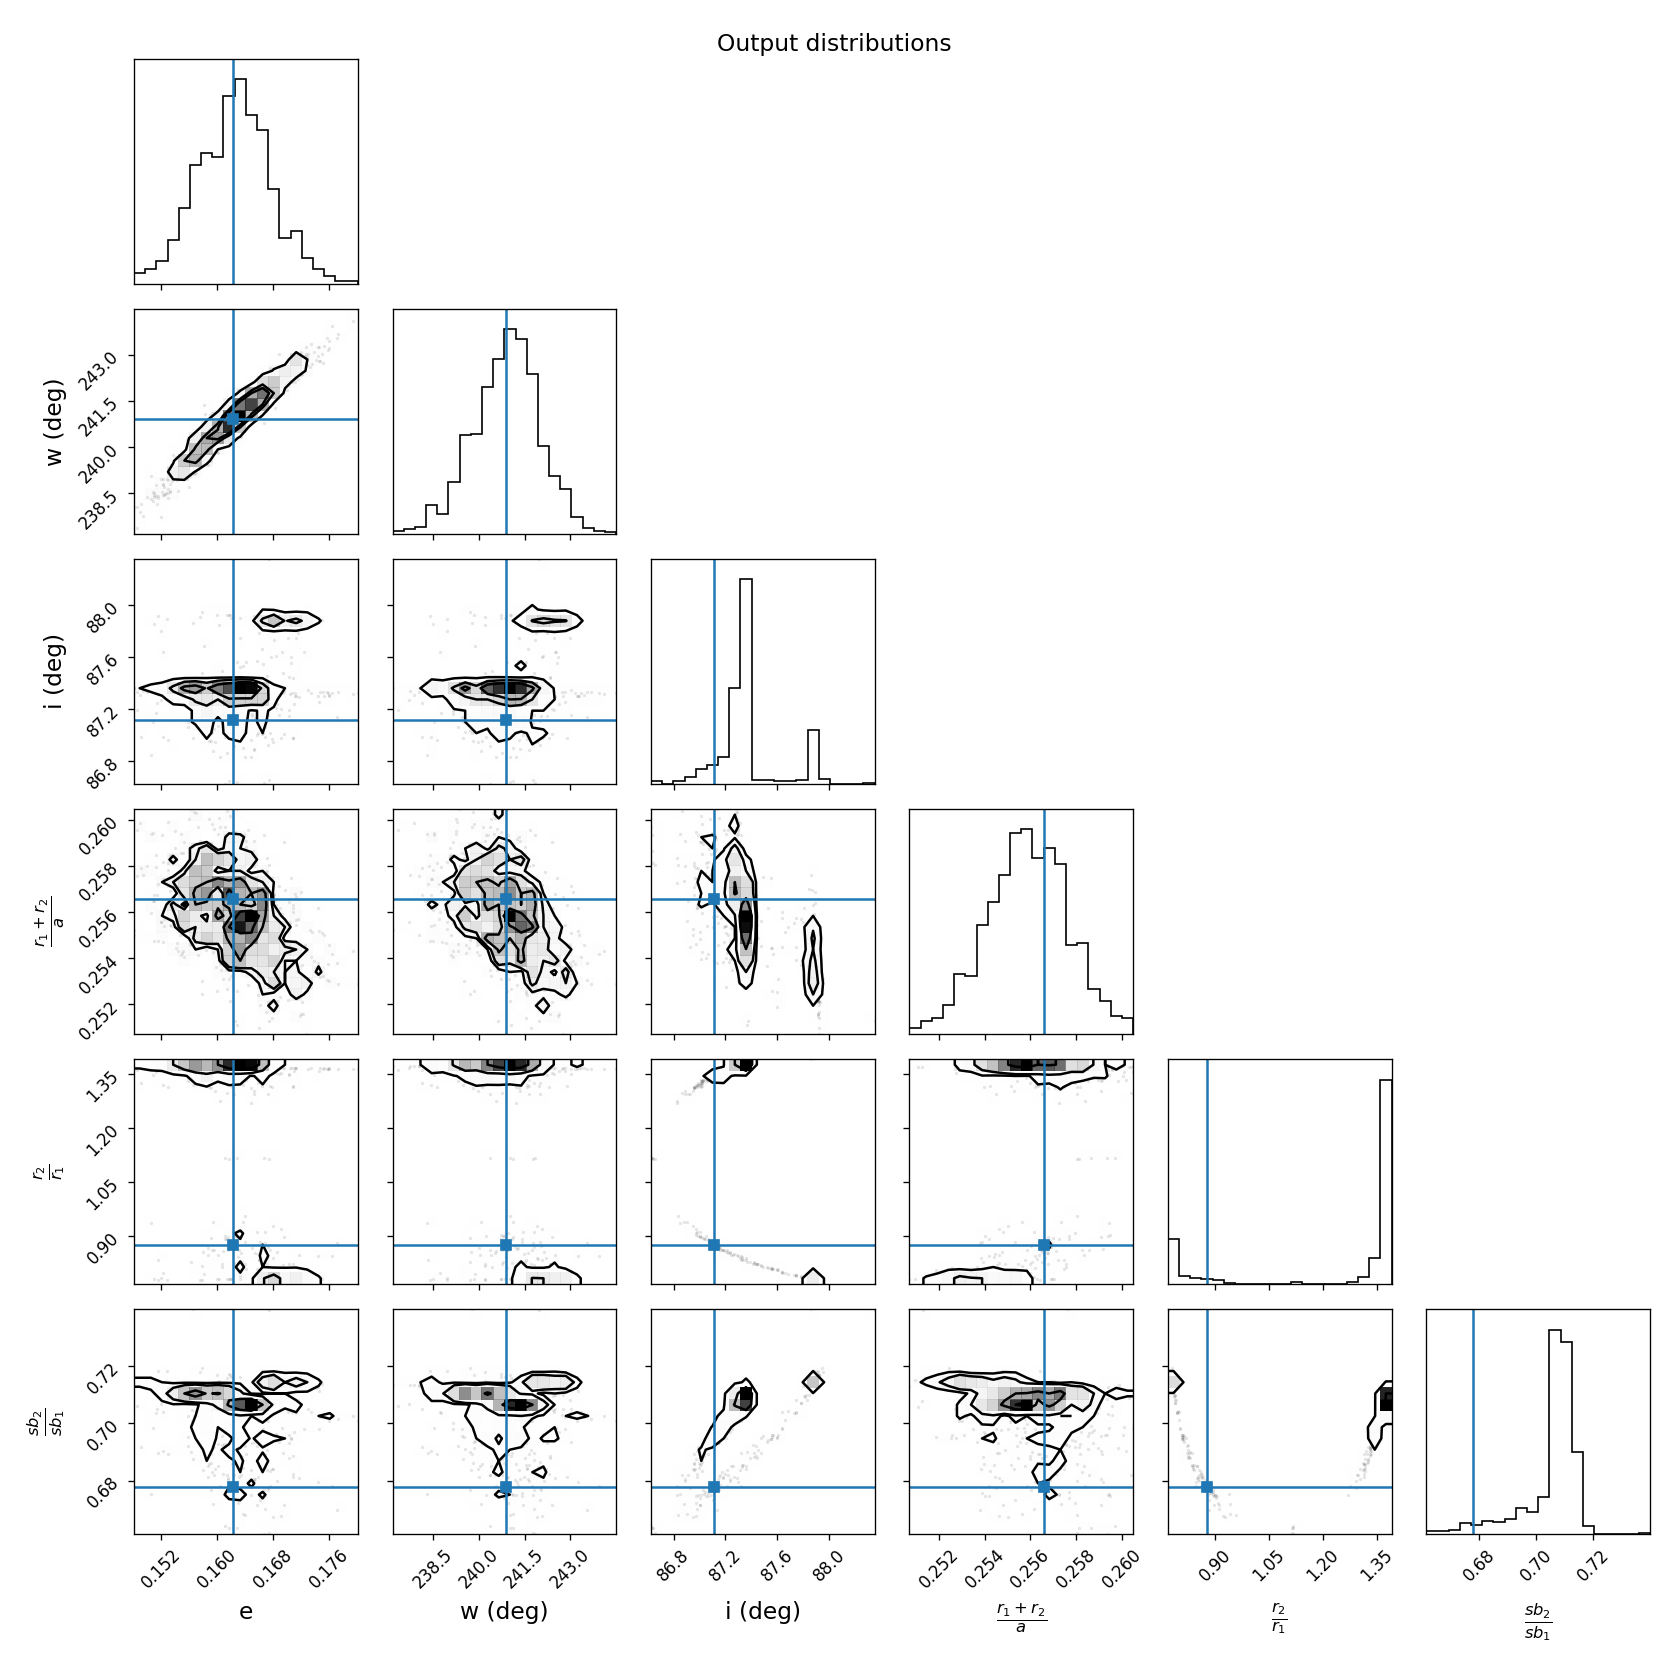 Output distributions
w (deg)
243.0
241.5
240.0
238.5
i (deg)
88.0
87.6
87.2
86.8
r₁ + r₂
a
0.260
0.258
0.256
0.254
0.252
r₂
r₁
1.35
1.20
1.05
0.90
sb₂
sb₁
0.72
0.70
0.68
0.152 0.160 0.168 0.176 238.5 240.0 241.5 243.0 86.8 87.2 87.6 88.0 0.252 0.254 0.256 0.258 0.260 0.90 1.05 1.20 1.35 0.68 0.70 0.72
e w (deg) i (deg)
r₁ + r₂
a
r₂
r₁
sb₂
sb₁